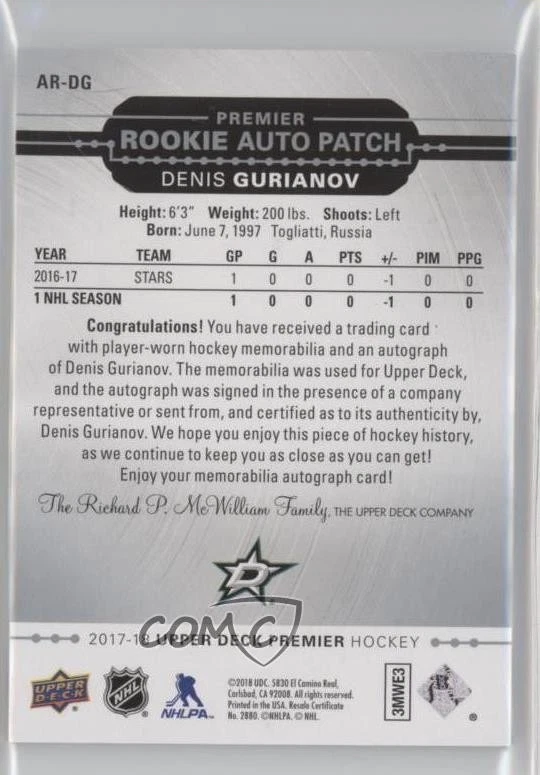 AR-DG
PREMIER
ROOKIE AUTO PATCH
DENIS GURIANOV
Height: 6'3" Weight: 200 lbs. Shoots: Left
Born: June 7, 1997 Togliatti, Russia
YEAR TEAM GP G A PTS +/- PIM PPG
2016-17 STARS 1 0 0 0 -1 0 0
1 NHL SEASON 1 0 0 0 -1 0 0
Congratulations! You have received a trading card
with player-worn hockey memorabilia and an autograph
of Denis Gurianov. The memorabilia was used for Upper Deck,
and the autograph was signed in the presence of a company
representative or sent from, and certified as to its authenticity by,
Denis Gurianov. We hope you enjoy this piece of hockey history,
as we continue to keep you as close as you can get!
Enjoy your memorabilia autograph card!
The Richard P. McWilliam Family, THE UPPER DECK COMPANY
D
COMC
2017-18 UPPER DECK PREMIER HOCKEY
UPPER
D·E·C·K
NHL
®
NHLPA™
©2018 UDC. 5830 El Camino Real,
Carlsbad, CA 92008. All rights reserved.
Printed in the USA. Resale Certificate
No. 2880. ©NHLPA. © NHL.
3MWE3
®